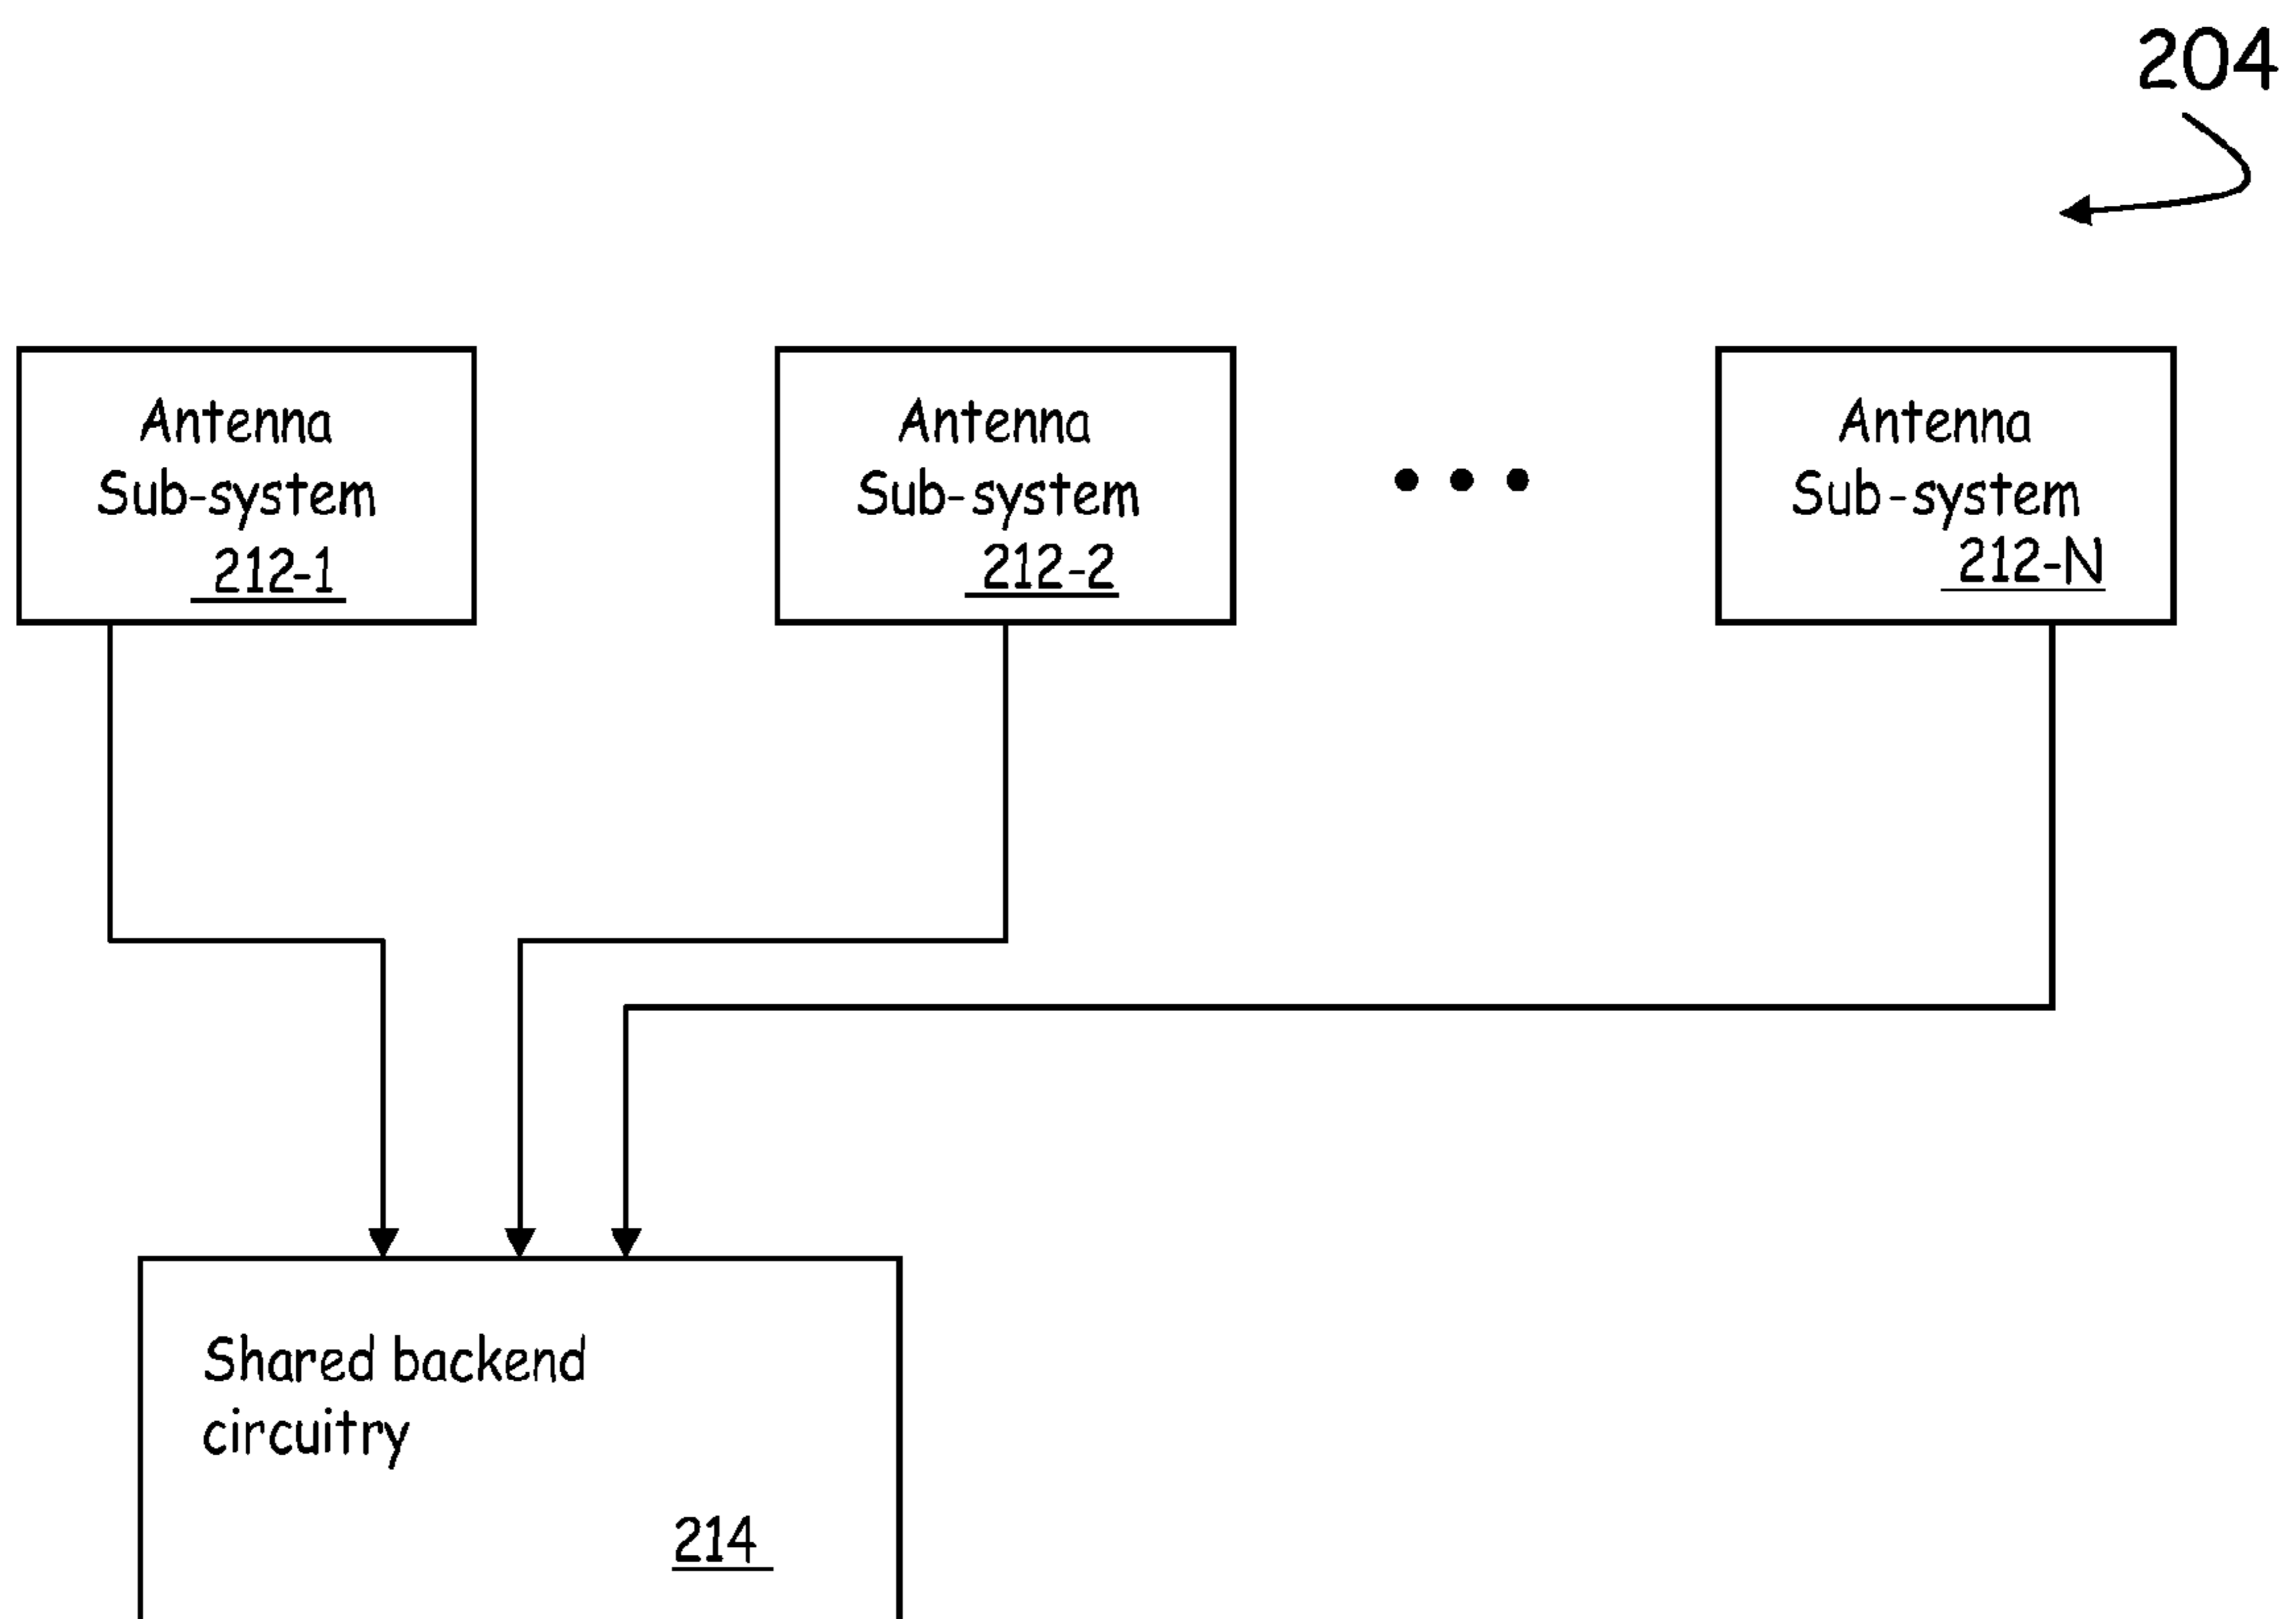 204
Antenna
Sub-system
212-1
Antenna
Sub-system
212-2
Antenna
Sub-system
212-N
Shared backend
circuitry
214